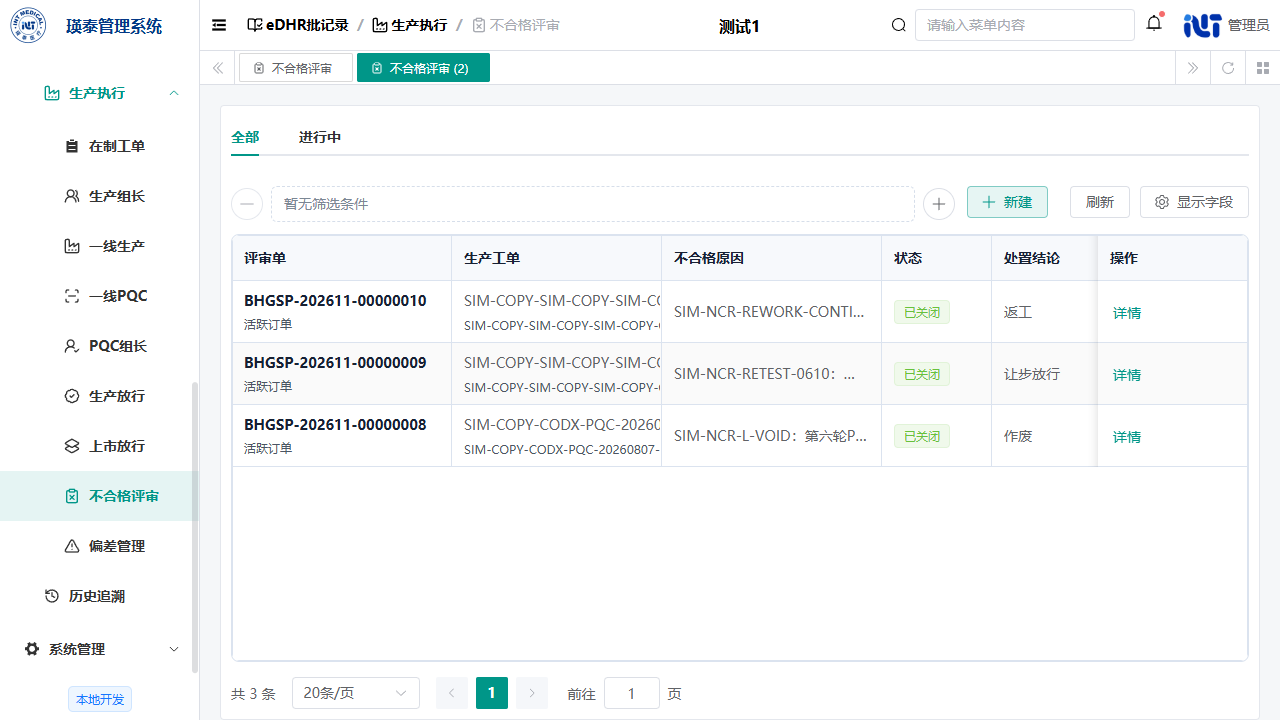 瑛泰管理系统
eDHR批记录 / 生产执行 / 不合格评审
测试1
请输入菜单内容
管理员
不合格评审
不合格评审 (2)
生产执行
在制工单
生产组长
一线生产
一线PQC
PQC组长
生产放行
上市放行
不合格评审
偏差管理
历史追溯
系统管理
本地开发
全部
进行中
暂无筛选条件
新建
刷新
显示字段
评审单 生产工单 不合格原因 状态 处置结论 操作
BHGSP-202611-00000010 SIM-COPY-SIM-COPY-SIM-CO SIM-NCR-REWORK-CONTI... 已关闭 返工 详情
活跃订单 SIM-COPY-SIM-COPY-SIM-COPY-
BHGSP-202611-00000009 SIM-COPY-SIM-COPY-SIM-CO SIM-NCR-RETEST-0610：... 已关闭 让步放行 详情
活跃订单 SIM-COPY-SIM-COPY-SIM-COPY-
BHGSP-202611-00000008 SIM-COPY-CODX-PQC-20260 SIM-NCR-L-VOID：第六轮P... 已关闭 作废 详情
活跃订单 SIM-COPY-CODX-PQC-20260807-
共 3 条
20条/页
1
前往 1 页